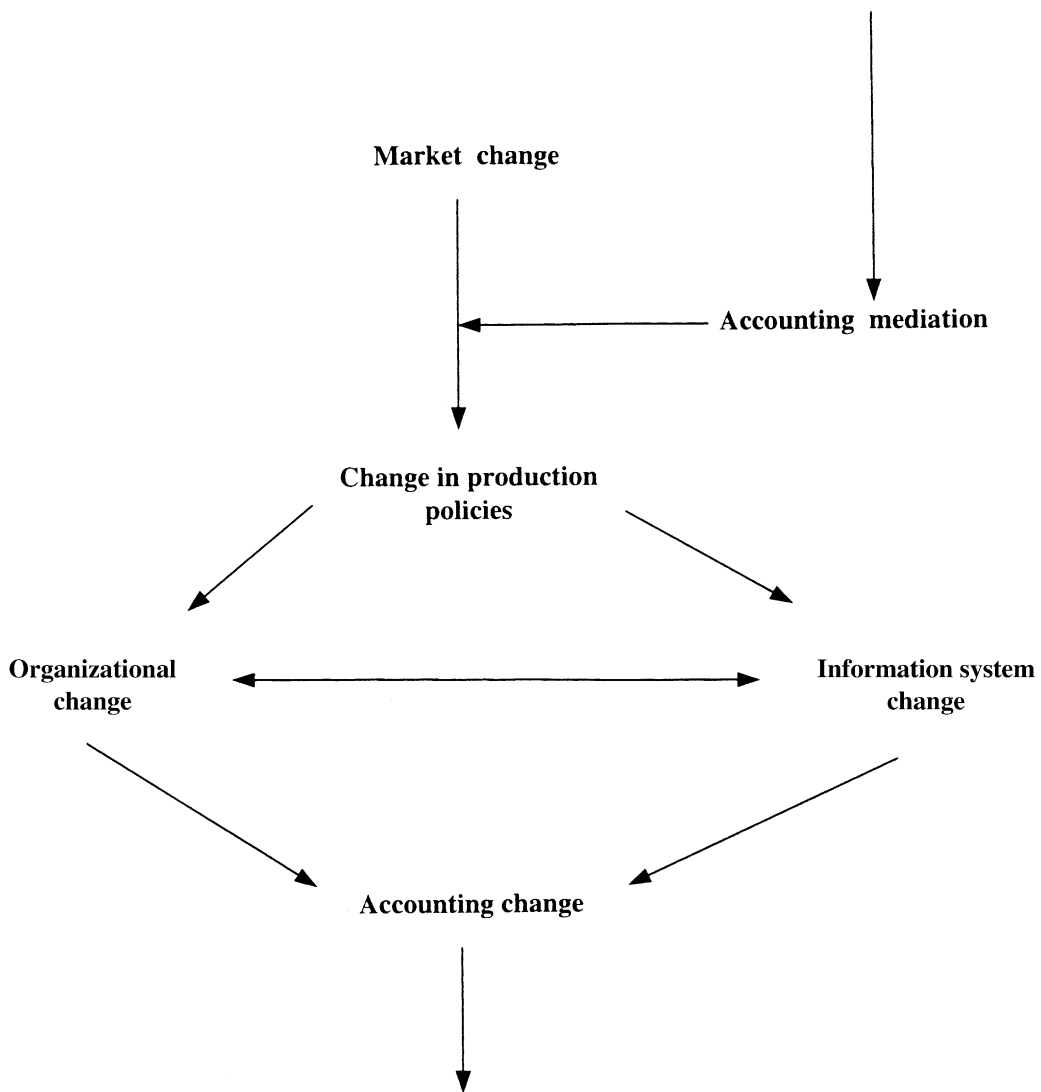 Market change
Accounting mediation
Change in production
policies
Organizational
change
Information system
change
Accounting change